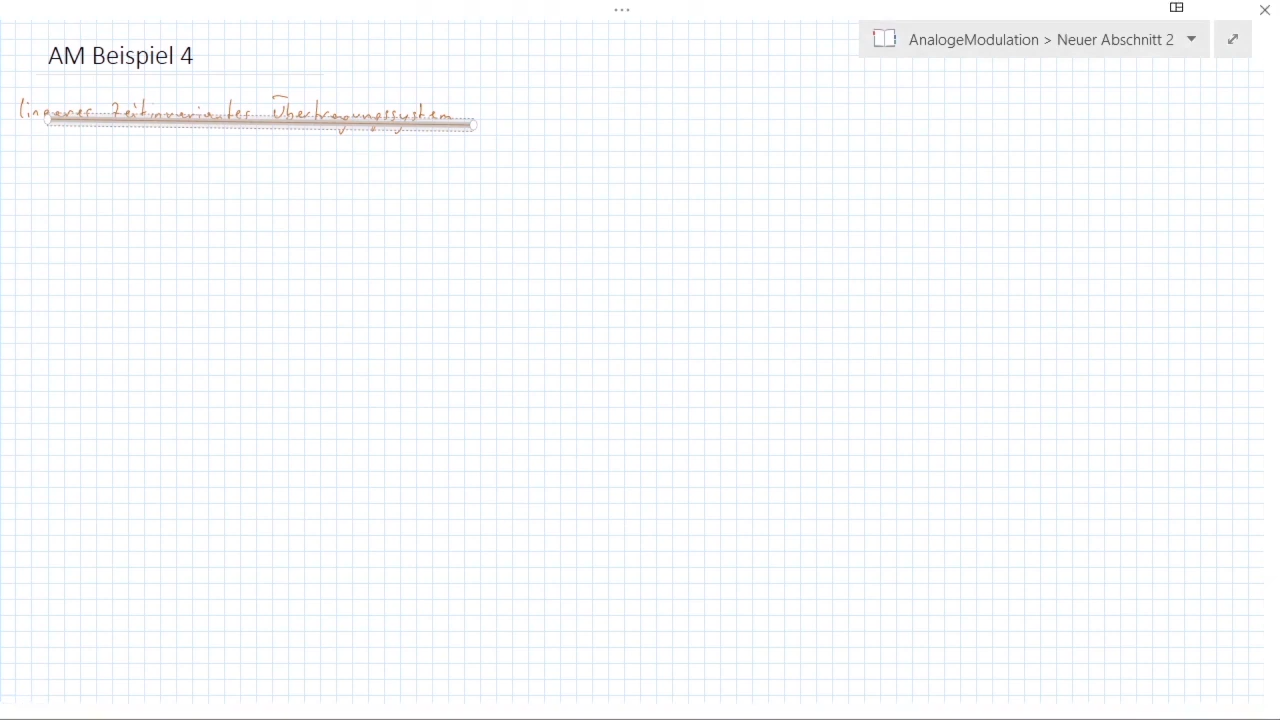 AnalogeModulation > Neuer Abschnitt 2
AM Beispiel 4
lineares zeitinvariantes Übertragungssystem